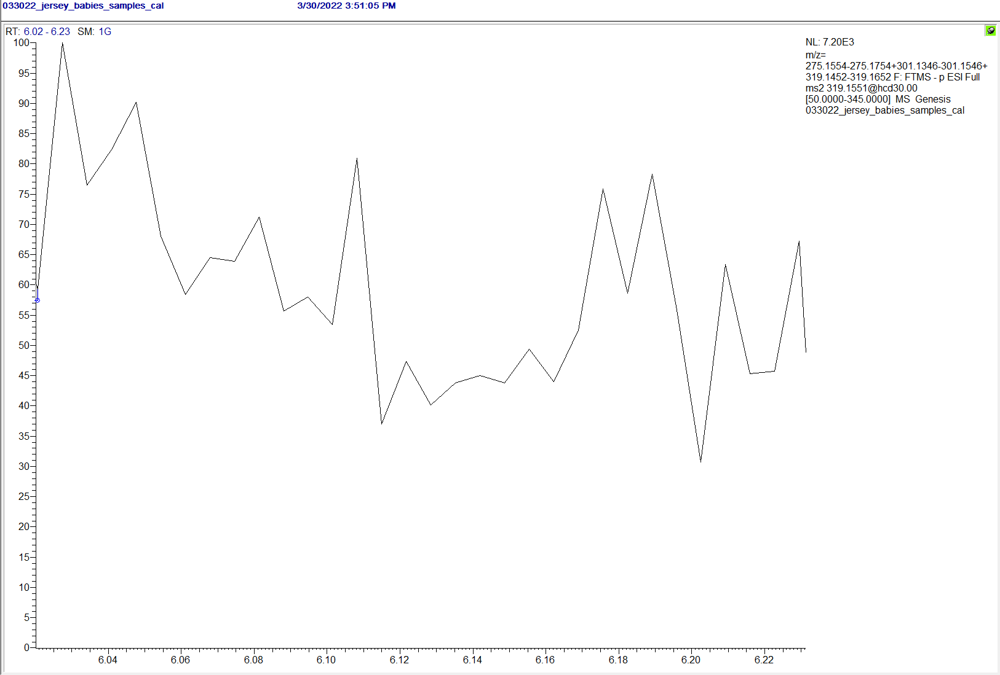 033022_jersey_babies_samples_cal 3/30/2022 3:51:05 PM
RT: 6.02 - 6.23 SM: 1G
NL: 7.20E3
m/z=
275.1554-275.1754+301.1346-301.1546+
319.1452-319.1652 F: FTMS - p ESI Full
ms2 319.1551@hcd30.00
[50.0000-345.0000] MS Genesis
033022_jersey_babies_samples_cal
100
95
90
85
80
75
70
65
60
55
50
45
40
35
30
25
20
15
10
5
0
6.04 6.06 6.08 6.10 6.12 6.14 6.16 6.18 6.20 6.22